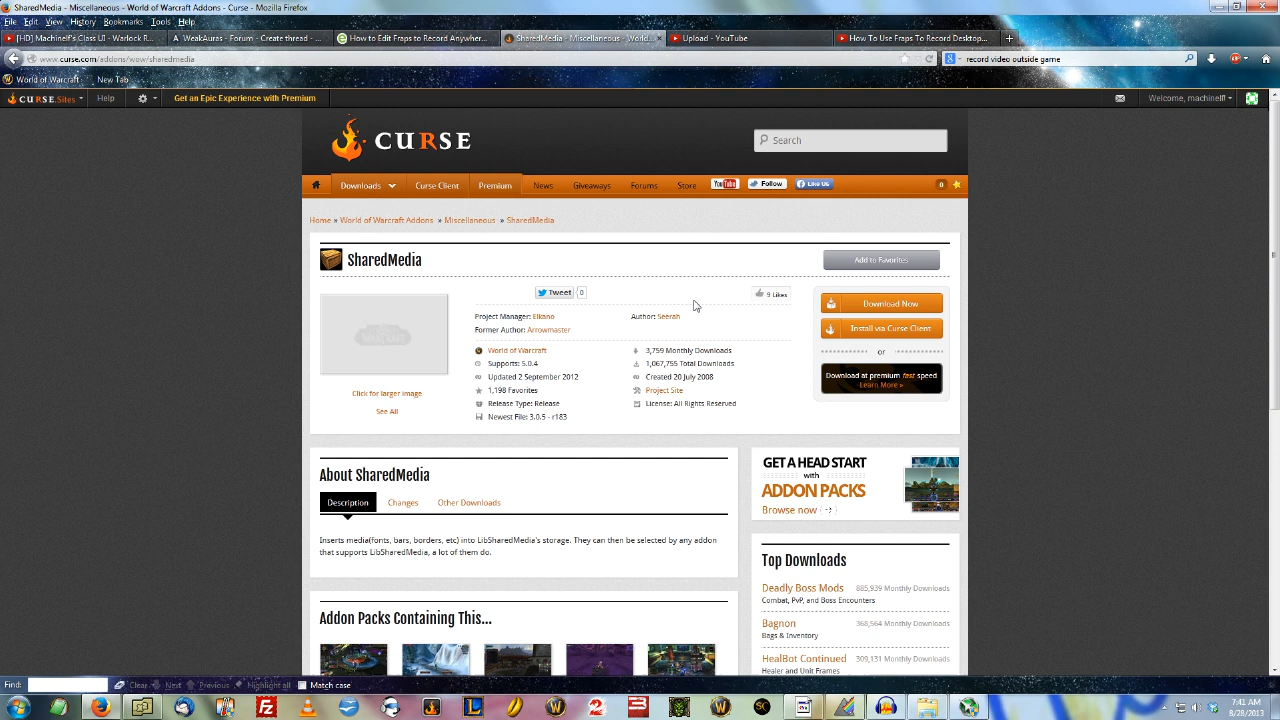 SharedMedia - Miscellaneous - World of Warcraft Addons - Curse - Mozilla Firefox
File Edit View History Bookmarks Tools Help
[HD] Machinelf's Class UI - Warlock R...
WeakAuras - Forum - Create thread - ...
How to Edit Fraps to Record Anywher...
SharedMedia - Miscellaneous - World...
Upload - YouTube
How To Use Fraps To Record Desktop...
www.curse.com/addons/wow/sharedmedia
record video outside game
World of Warcraft
New Tab
CURSE Sites
Help
Get an Epic Experience with Premium
Welcome, machinelfl
CURSE
Search
Downloads
Curse Client
Premium
News
Giveaways
Forums
Store
YouTube
Follow
Like Us
0
Home » World of Warcraft Addons » Miscellaneous » SharedMedia
SharedMedia
Add to Favorites
Tweet 0
9 Likes
Project Manager: Elkano
Author: Seerah
Former Author: Arrowmaster
World of Warcraft
3,759 Monthly Downloads
Supports: 5.0.4
1,067,755 Total Downloads
Updated 2 September 2012
Created 20 July 2008
1,198 Favorites
Project Site
Release Type: Release
License: All Rights Reserved
Newest File: 3.0.5 - r183
Click for larger image
See All
Download Now
Install via Curse Client
or
Download at premium fast speed
Learn More »
About SharedMedia
Description
Changes
Other Downloads
Inserts media(fonts, bars, borders, etc) into LibSharedMedia's storage. They can then be selected by any addon
that supports LibSharedMedia, a lot of them do.
Addon Packs Containing This...
GET A HEAD START
with
ADDON PACKS
Browse now
Top Downloads
Deadly Boss Mods 885,939 Monthly Downloads
Combat, PvP, and Boss Encounters
Bagnon 368,564 Monthly Downloads
Bags & Inventory
HealBot Continued 309,131 Monthly Downloads
Healer and Unit Frames
Find:
Clear
Next
Previous
Highlight all
Match case
7:41 AM
8/28/2013